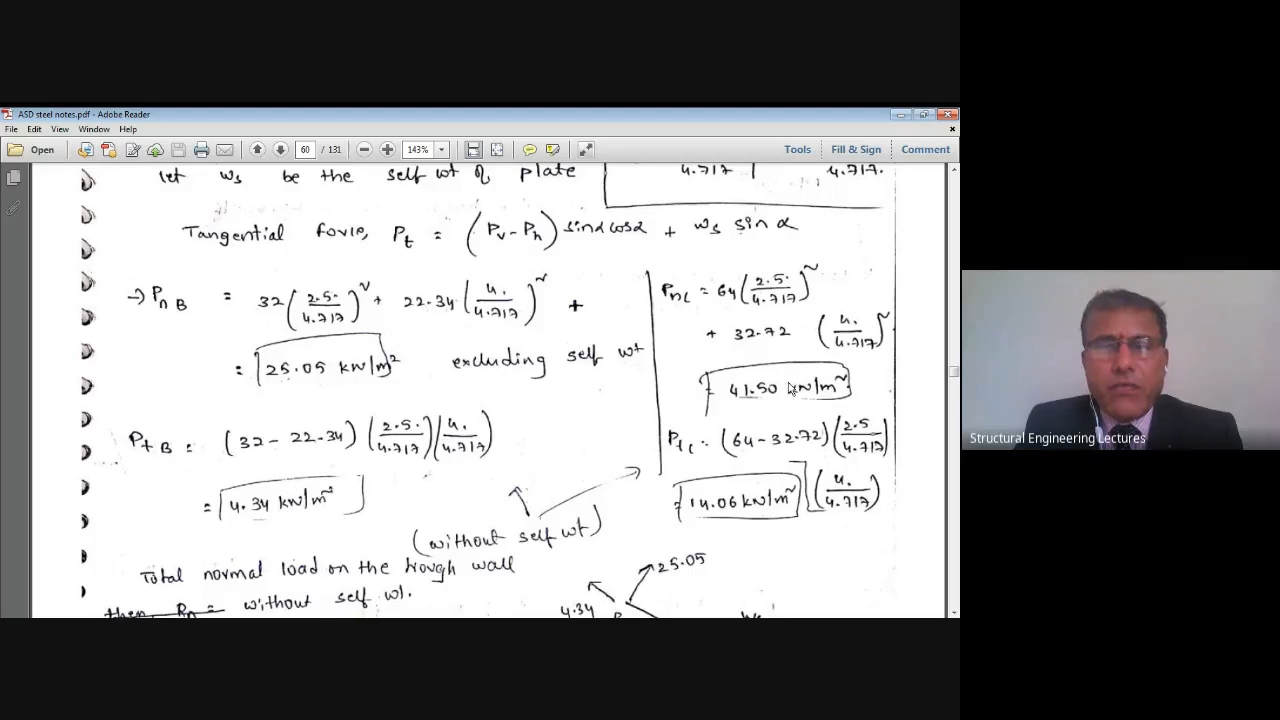 ASD steel notes.pdf - Adobe Reader
File Edit View Window Help
Open 60 / 131 143% Tools Fill & Sign Comment
let Ws be the self wt of plate
4.717 4.717.
Tangential force, Pt = (Pv - Ph) sinα cosα + Ws sin α
→ Pn B = 32 (2.5./4.717)² + 22.34 (4./4.717)² +
= 25.05 kN/m² excluding self wt
Pt B = (32 - 22.34) (2.5./4.717) (4./4.717)
= 4.34 kN/m²
Pnc = 64 (2.5./4.717)²
+ 32.72 (4./4.717)²
= 41.50 kN/m²
Ptc = (64-32.72) (2.5/4.717)
= 14.06 kN/m² (4./4.717)
(without self wt)
Total normal load on the trough wall
then Pn = without self wt.
25.05
4.34
Structural Engineering Lectures